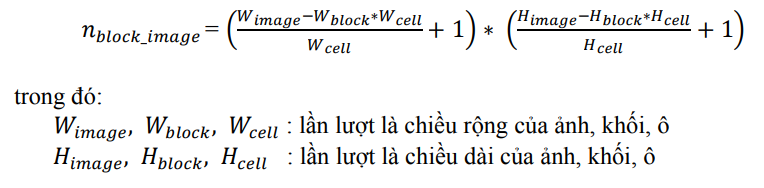 n_block_image = (W_image−W_block*W_cell / W_cell + 1) * (H_image−H_block*H_cell / H_cell + 1)
trong đó:
W_image, W_block, W_cell : lần lượt là chiều rộng của ảnh, khối, ô
H_image, H_block, H_cell : lần lượt là chiều dài của ảnh, khối, ô